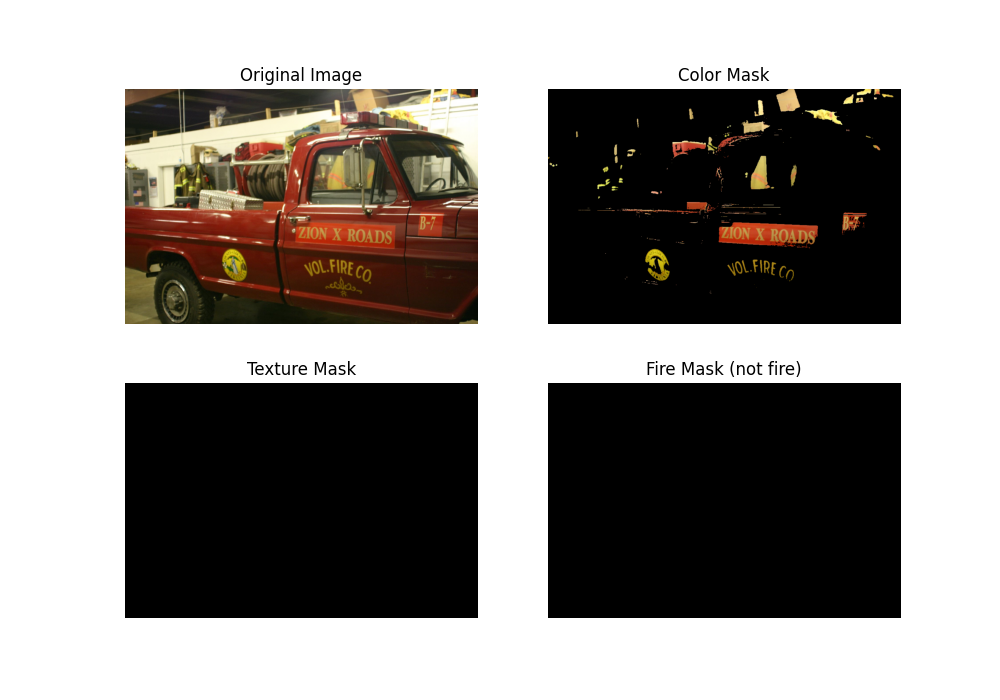 Original Image
Color Mask
B-7
ZION X ROADS
VOL.FIRE CO.
B-7
ZION X ROADS
VOL.FIRE CO
Texture Mask
Fire Mask (not fire)